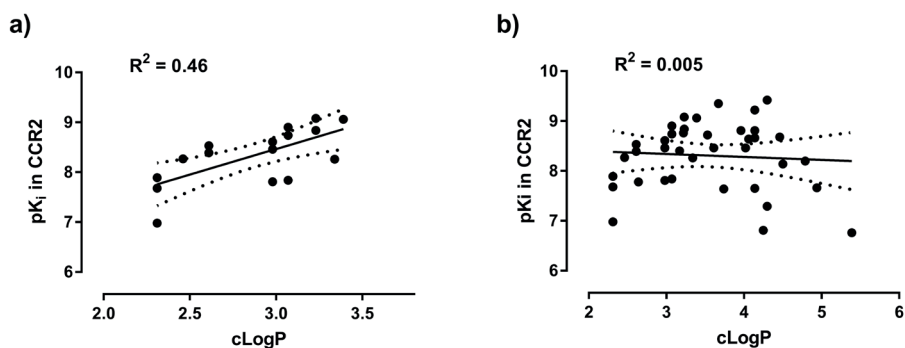 a)
R² = 0.46
pKᵢ in CCR2
10
9
8
7
6
2.0 2.5 3.0 3.5
cLogP
b)
R² = 0.005
pKi in CCR2
10
9
8
7
6
2 3 4 5 6
cLogP